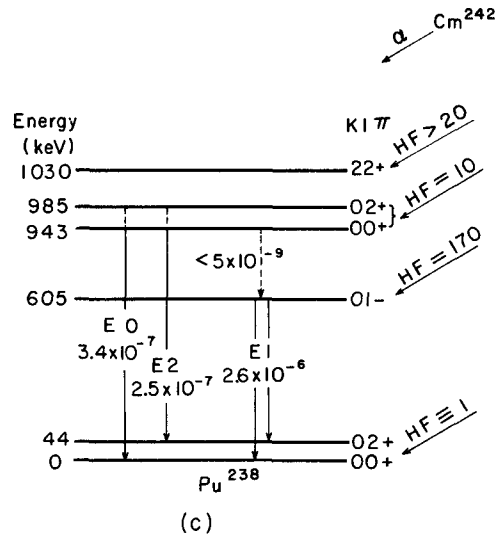 α Cm²⁴²
Energy
(keV)
KIπ
1030 22+ HF > 20
985 02+
943 00+ HF = 10
<5x10⁻⁹
605 01- HF = 170
E0
3.4x10⁻⁷
E2
2.5x10⁻⁷
E1
2.6x10⁻⁶
44 02+
0 00+ HF ≡ 1
Pu²³⁸
(c)